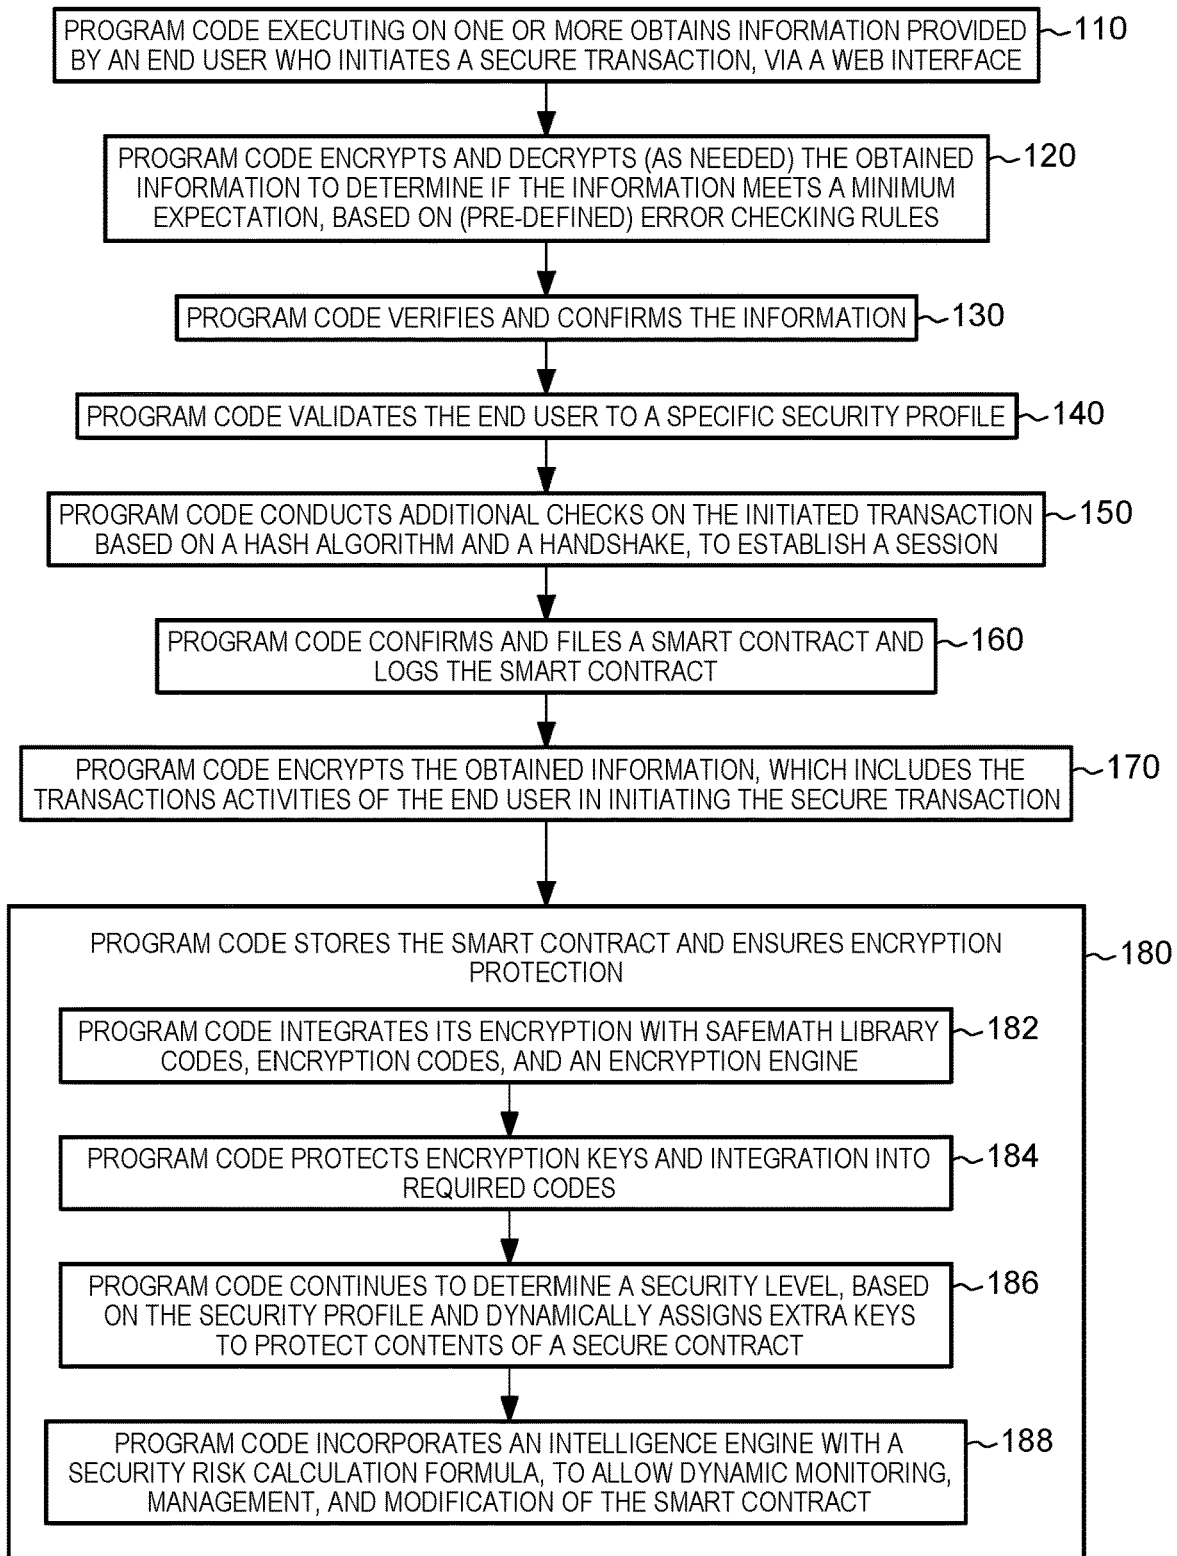 PROGRAM CODE EXECUTING ON ONE OR MORE OBTAINS INFORMATION PROVIDED
BY AN END USER WHO INITIATES A SECURE TRANSACTION, VIA A WEB INTERFACE
110
PROGRAM CODE ENCRYPTS AND DECRYPTS (AS NEEDED) THE OBTAINED
INFORMATION TO DETERMINE IF THE INFORMATION MEETS A MINIMUM
EXPECTATION, BASED ON (PRE-DEFINED) ERROR CHECKING RULES
120
PROGRAM CODE VERIFIES AND CONFIRMS THE INFORMATION
130
PROGRAM CODE VALIDATES THE END USER TO A SPECIFIC SECURITY PROFILE
140
PROGRAM CODE CONDUCTS ADDITIONAL CHECKS ON THE INITIATED TRANSACTION
BASED ON A HASH ALGORITHM AND A HANDSHAKE, TO ESTABLISH A SESSION
150
PROGRAM CODE CONFIRMS AND FILES A SMART CONTRACT AND
LOGS THE SMART CONTRACT
160
PROGRAM CODE ENCRYPTS THE OBTAINED INFORMATION, WHICH INCLUDES THE
TRANSACTIONS ACTIVITIES OF THE END USER IN INITIATING THE SECURE TRANSACTION
170
PROGRAM CODE STORES THE SMART CONTRACT AND ENSURES ENCRYPTION
PROTECTION
180
PROGRAM CODE INTEGRATES ITS ENCRYPTION WITH SAFEMATH LIBRARY
CODES, ENCRYPTION CODES, AND AN ENCRYPTION ENGINE
182
PROGRAM CODE PROTECTS ENCRYPTION KEYS AND INTEGRATION INTO
REQUIRED CODES
184
PROGRAM CODE CONTINUES TO DETERMINE A SECURITY LEVEL, BASED
ON THE SECURITY PROFILE AND DYNAMICALLY ASSIGNS EXTRA KEYS
TO PROTECT CONTENTS OF A SECURE CONTRACT
186
PROGRAM CODE INCORPORATES AN INTELLIGENCE ENGINE WITH A
SECURITY RISK CALCULATION FORMULA, TO ALLOW DYNAMIC MONITORING,
MANAGEMENT, AND MODIFICATION OF THE SMART CONTRACT
188